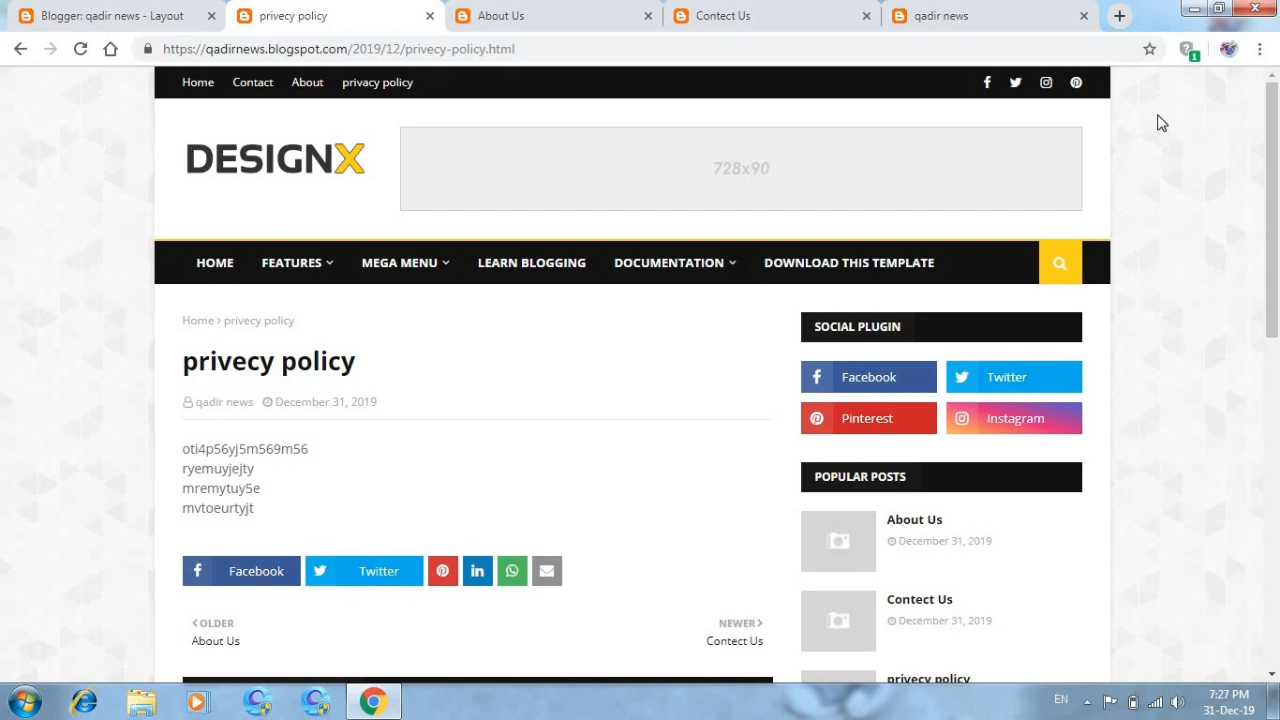 Blogger: qadir news - Layout
privecy policy
About Us
Contect Us
qadir news
https://qadirnews.blogspot.com/2019/12/privecy-policy.html
1
Home Contact About privacy policy
DESIGNX
728x90
HOME FEATURES MEGA MENU LEARN BLOGGING DOCUMENTATION DOWNLOAD THIS TEMPLATE
Home › privecy policy
privecy policy
qadir news December 31, 2019
oti4p56yj5m569m56
ryemuyjejty
mremytuy5e
mvtoeurtyjt
Facebook Twitter
OLDER
About Us
NEWER
Contect Us
SOCIAL PLUGIN
Facebook Twitter
Pinterest Instagram
POPULAR POSTS
About Us
December 31, 2019
Contect Us
December 31, 2019
privecy policy
EN
7:27 PM
31-Dec-19